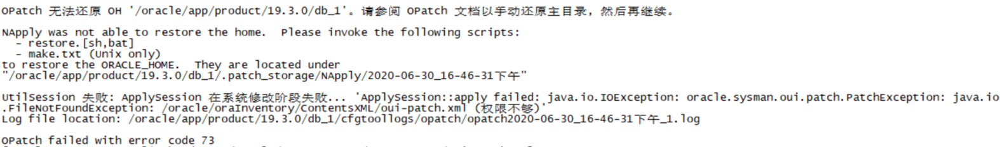 OPatch 无法还原 OH '/oracle/app/product/19.3.0/db_1'。请参阅 OPatch 文档以手动还原主目录，然后再继续。
NApply was not able to restore the home.  Please invoke the following scripts:
  - restore.[sh,bat]
  - make.txt (Unix only)
to restore the ORACLE_HOME.  They are located under
"/oracle/app/product/19.3.0/db_1/.patch_storage/NApply/2020-06-30_16-46-31下午"
UtilSession 失败: ApplySession 在系统修改阶段失败... 'ApplySession::apply failed: java.io.IOException: oracle.sysman.oui.patch.PatchException: java.io
.FileNotFoundException: /oracle/oraInventory/ContentsXML/oui-patch.xml (权限不够)'
Log file location: /oracle/app/product/19.3.0/db_1/cfgtoollogs/opatch/opatch2020-06-30_16-46-31下午_1.log
OPatch failed with error code 73